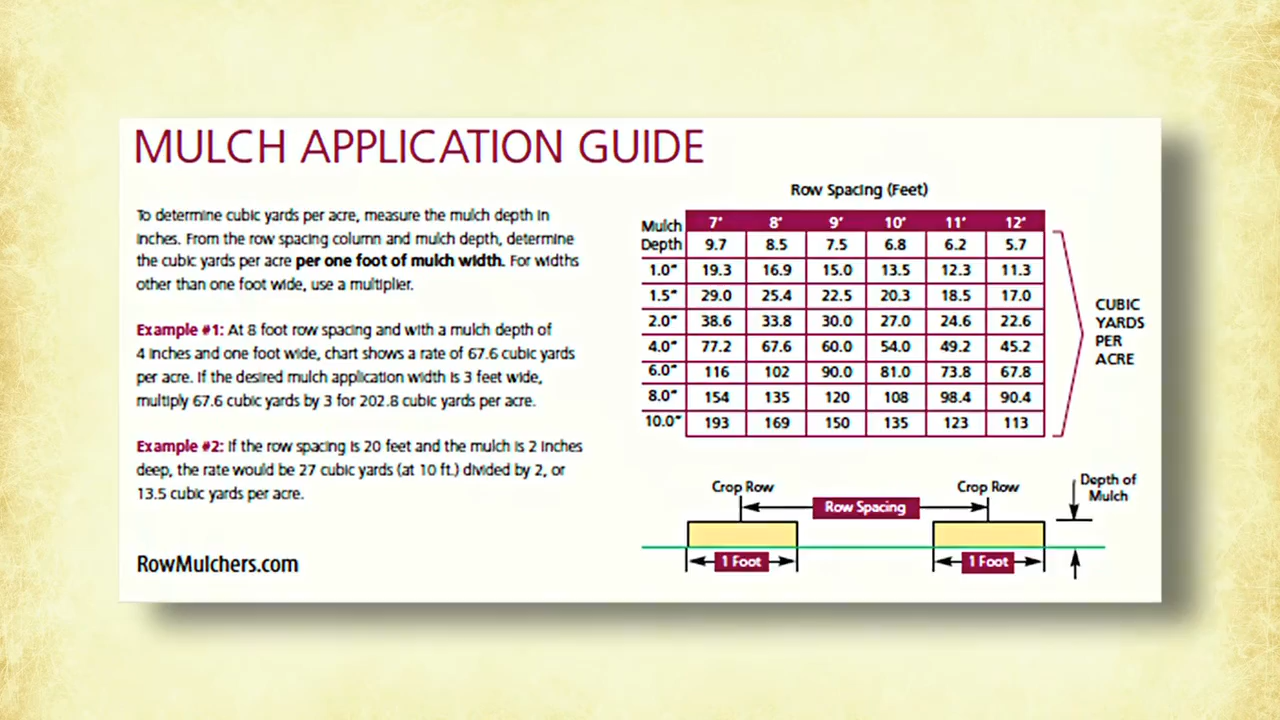 MULCH APPLICATION GUIDE
To determine cubic yards per acre, measure the mulch depth in
inches. From the row spacing column and mulch depth, determine
the cubic yards per acre per one foot of mulch width. For widths
other than one foot wide, use a multiplier.
Example #1: At 8 foot row spacing and with a mulch depth of
4 inches and one foot wide, chart shows a rate of 67.6 cubic yards
per acre. If the desired mulch application width is 3 feet wide,
multiply 67.6 cubic yards by 3 for 202.8 cubic yards per acre.
Example #2: If the row spacing is 20 feet and the mulch is 2 inches
deep, the rate would be 27 cubic yards (at 10 ft.) divided by 2, or
13.5 cubic yards per acre.
RowMulchers.com
Row Spacing (Feet)
Mulch 7' 8' 9' 10' 11' 12'
Depth 9.7 8.5 7.5 6.8 6.2 5.7
1.0" 19.3 16.9 15.0 13.5 12.3 11.3
1.5" 29.0 25.4 22.5 20.3 18.5 17.0
2.0" 38.6 33.8 30.0 27.0 24.6 22.6
4.0" 77.2 67.6 60.0 54.0 49.2 45.2
6.0" 116 102 90.0 81.0 73.8 67.8
8.0" 154 135 120 108 98.4 90.4
10.0" 193 169 150 135 123 113
CUBIC
YARDS
PER
ACRE
Crop Row Crop Row
Row Spacing
Depth of
Mulch
1 Foot 1 Foot